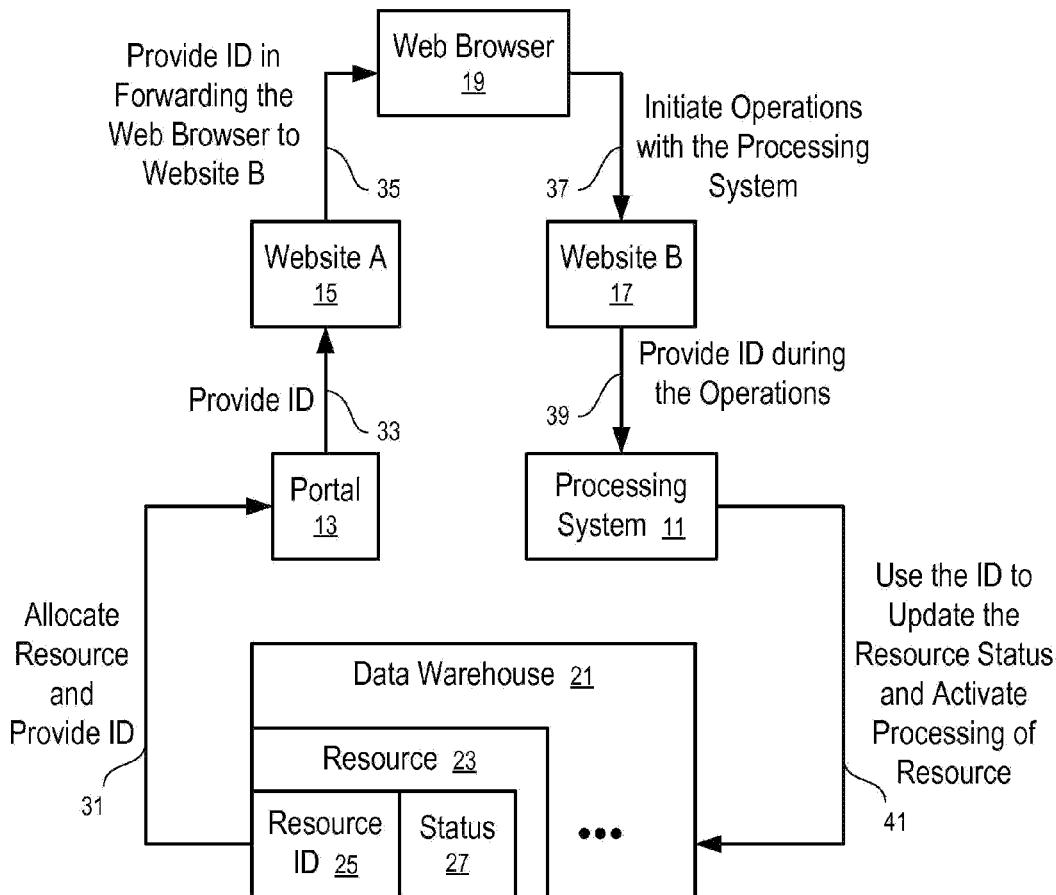 Web Browser
19
Provide ID in
Forwarding the
Web Browser to
Website B
35
Initiate Operations
with the Processing
System
37
Website A
15
Website B
17
Provide ID
33
Provide ID during
the Operations
39
Portal
13
Processing
System 11
Allocate
Resource
and
Provide ID
31
Use the ID to
Update the
Resource Status
and Activate
Processing of
Resource
41
Data Warehouse 21
Resource 23
Resource
ID 25
Status
27